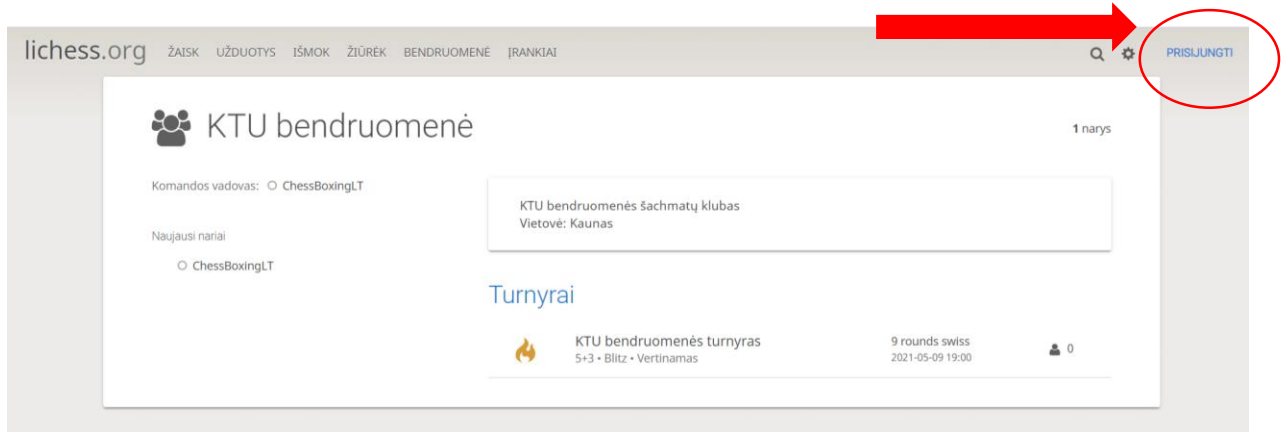 lichess.org ŽAISK UŽDUOTYS IŠMOK ŽIŪRĖK BENDRUOMENĖ ĮRANKIAI PRISIJUNGTI
KTU bendruomenė
1 narys
Komandos vadovas: ChessBoxingLT
Naujausi nariai
ChessBoxingLT
KTU bendruomenės šachmatų klubas
Vietovė: Kaunas
Turnyrai
KTU bendruomenės turnyras
5+3 • Blitz • Vertinamas
9 rounds swiss
2021-05-09 19:00
0